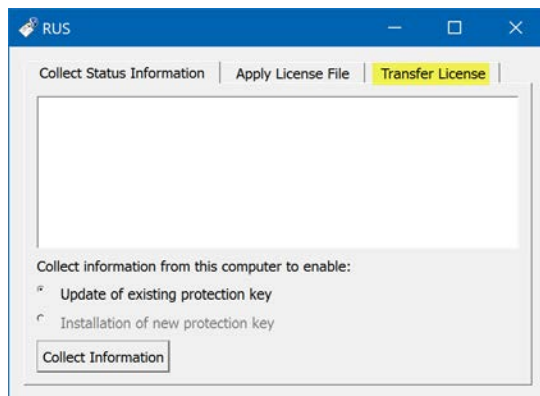 RUS
Collect Status Information Apply License File Transfer License
Collect information from this computer to enable:
Update of existing protection key
Installation of new protection key
Collect Information